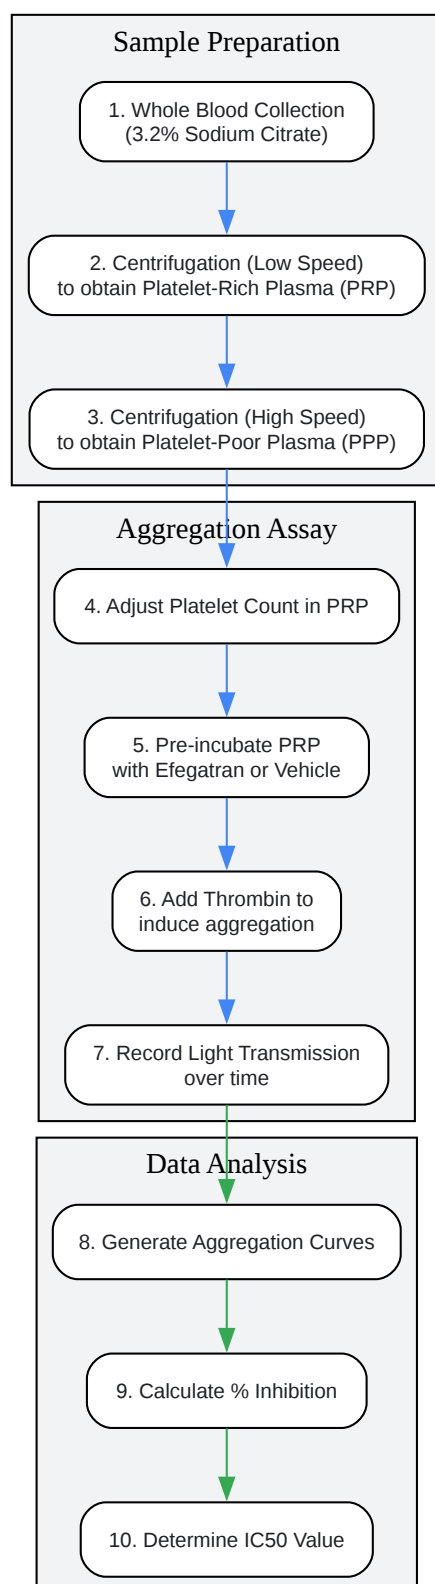 Sample Preparation
1. Whole Blood Collection
(3.2% Sodium Citrate)
2. Centrifugation (Low Speed)
to obtain Platelet-Rich Plasma (PRP)
3. Centrifugation (High Speed)
to obtain Platelet-Poor Plasma (PPP)
Aggregation Assay
4. Adjust Platelet Count in PRP
5. Pre-incubate PRP
with Efegatran or Vehicle
6. Add Thrombin to
induce aggregation
7. Record Light Transmission
over time
Data Analysis
8. Generate Aggregation Curves
9. Calculate % Inhibition
10. Determine IC50 Value